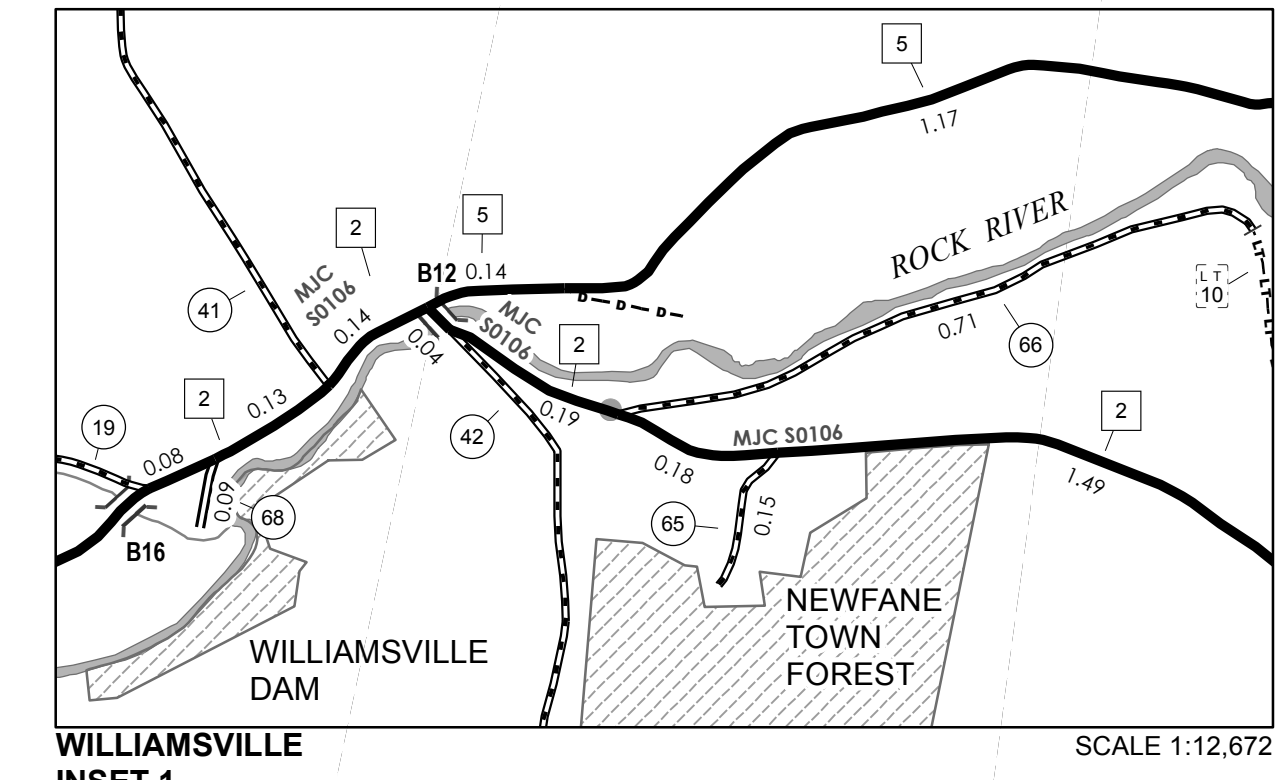 5
1.17
ROCK RIVER
2
5
B12
0.14
MJC
S0106
41
0.14
MJC
S0106
0.04
2
L T
10
LT
LT
LT
D
D
D
0.71
66
2
0.13
0.19
42
19
0.08
MJC S0106
2
0.18
1.49
0.09
68
65
0.15
B16
NEWFANE
TOWN
FOREST
WILLIAMSVILLE
DAM
WILLIAMSVILLE
INSET 1
SCALE 1:12,672